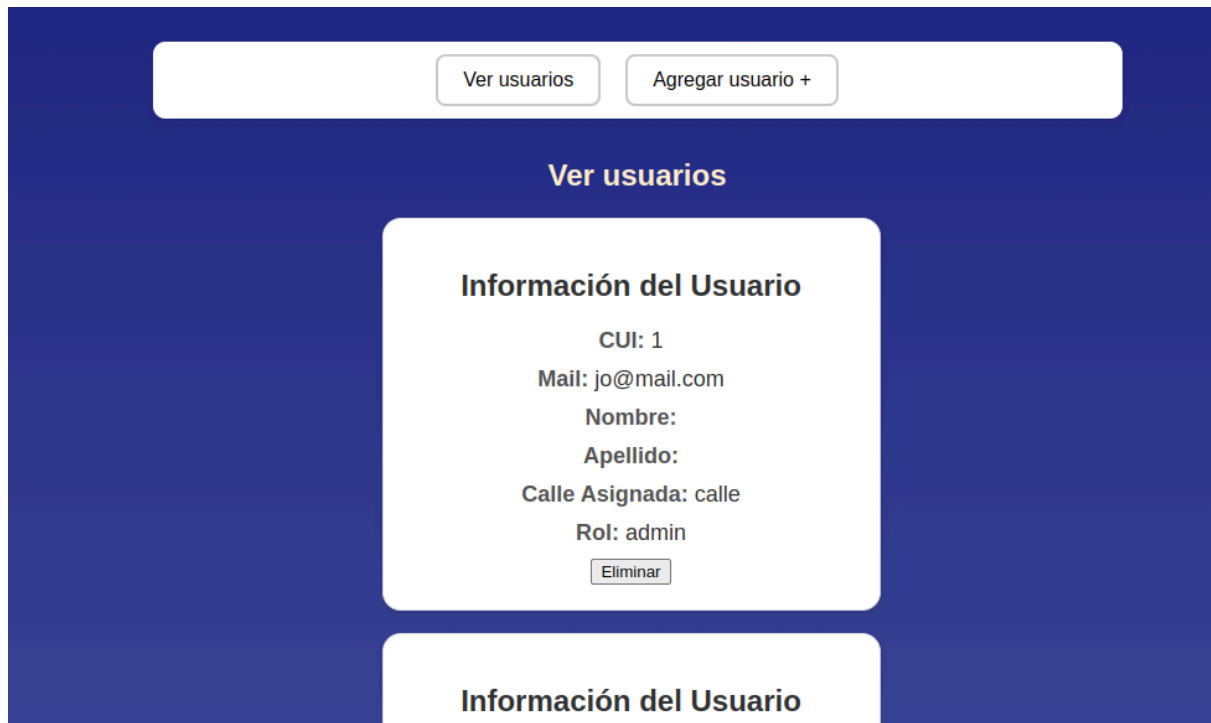 Ver usuarios
Agregar usuario +
Ver usuarios
Información del Usuario
CUI: 1
Mail: jo@mail.com
Nombre:
Apellido:
Calle Asignada: calle
Rol: admin
Eliminar
Información del Usuario